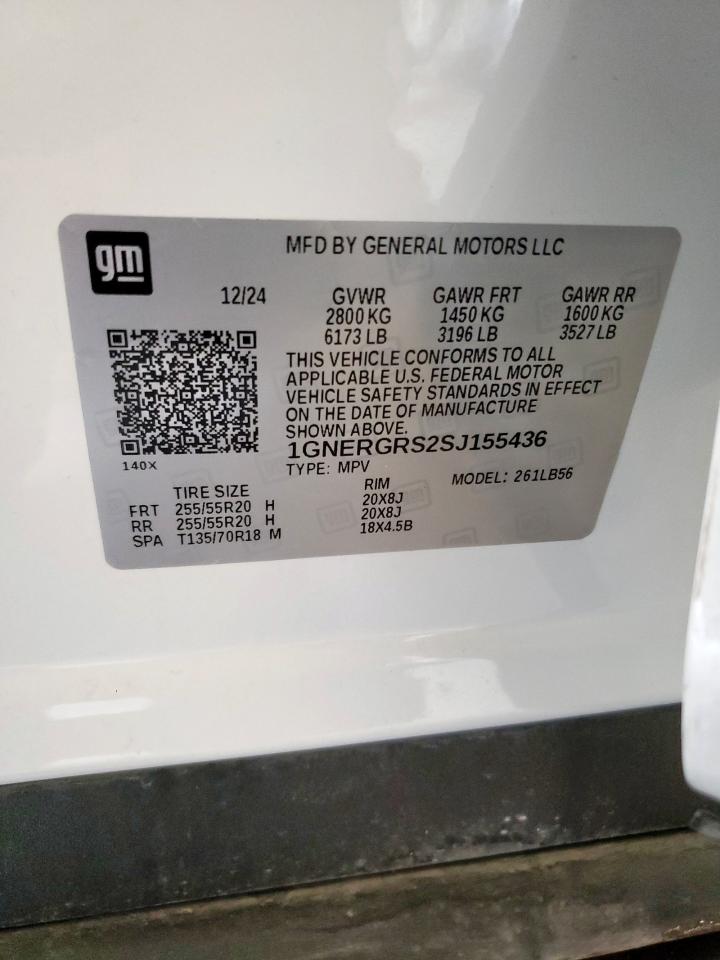 gm
MFD BY GENERAL MOTORS LLC
12/24 GVWR GAWR FRT GAWR RR
2800 KG 1450 KG 1600 KG
6173 LB 3196 LB 3527 LB
THIS VEHICLE CONFORMS TO ALL
APPLICABLE U.S. FEDERAL MOTOR
VEHICLE SAFETY STANDARDS IN EFFECT
ON THE DATE OF MANUFACTURE
SHOWN ABOVE.
1GNERGRS2SJ155436
140X
TYPE: MPV MODEL: 261LB56
TIRE SIZE RIM
FRT 255/55R20 H 20X8J
RR 255/55R20 H 20X8J
SPA T135/70R18 M 18X4.5B